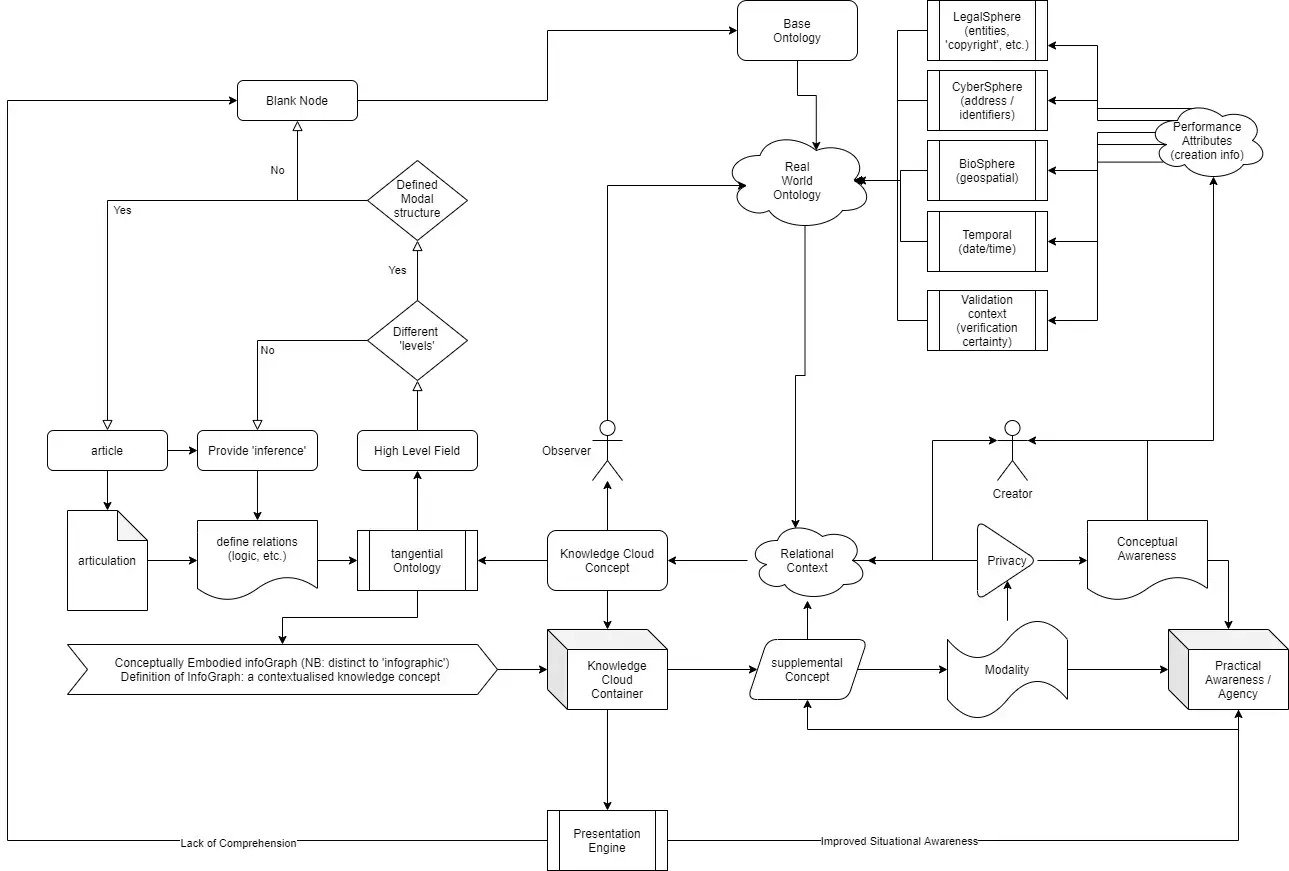 Base
Ontology
LegalSphere
(entities,
'copyright', etc.)
Blank Node
CyberSphere
(address /
identifiers)
Performance
Attributes
(creation info)
No
Defined
Modal
structure
Real
World
Ontology
BioSphere
(geospatial)
Yes
Temporal
(date/time)
Yes
Different
'levels'
Validation
context
(verification
certainty)
No
article
Provide 'inference'
High Level Field
Observer
Creator
articulation
define relations
(logic, etc.)
tangential
Ontology
Knowledge Cloud
Concept
Relational
Context
Privacy
Conceptual
Awareness
Conceptually Embodied infoGraph (NB: distinct to 'infographic')
Definition of InfoGraph: a contextualised knowledge concept
Knowledge
Cloud
Container
supplemental
Concept
Modality
Practical
Awareness /
Agency
Lack of Comprehension
Presentation
Engine
Improved Situational Awareness